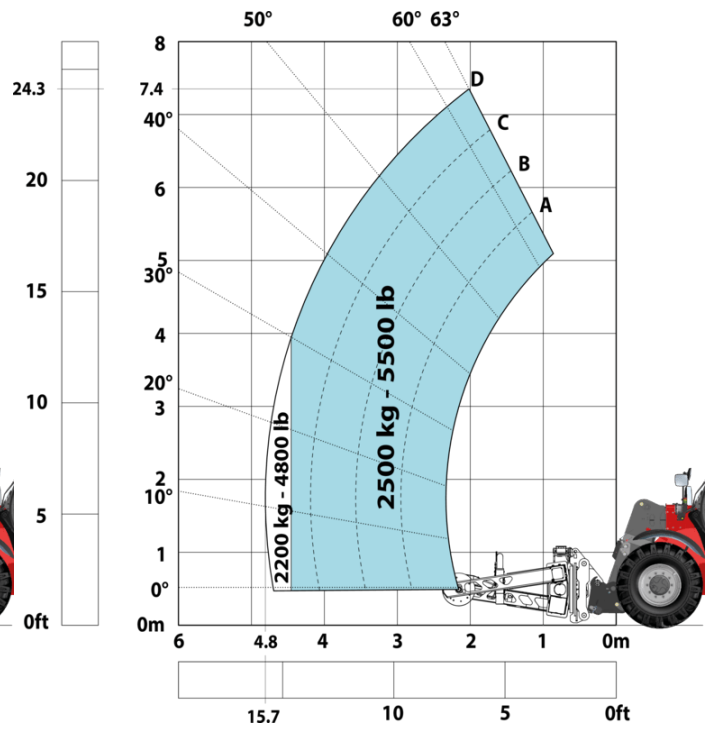 50° 60° 63°
8
24.3 7.4 D
40° C
20 6 B
A
5
30°
15 4
2500 kg - 5500 lb
20°
10 3
2200 kg - 4800 lb
2
10°
5
1
0°
0ft 0m
6 4.8 4 3 2 1 0m
15.7 10 5 0ft